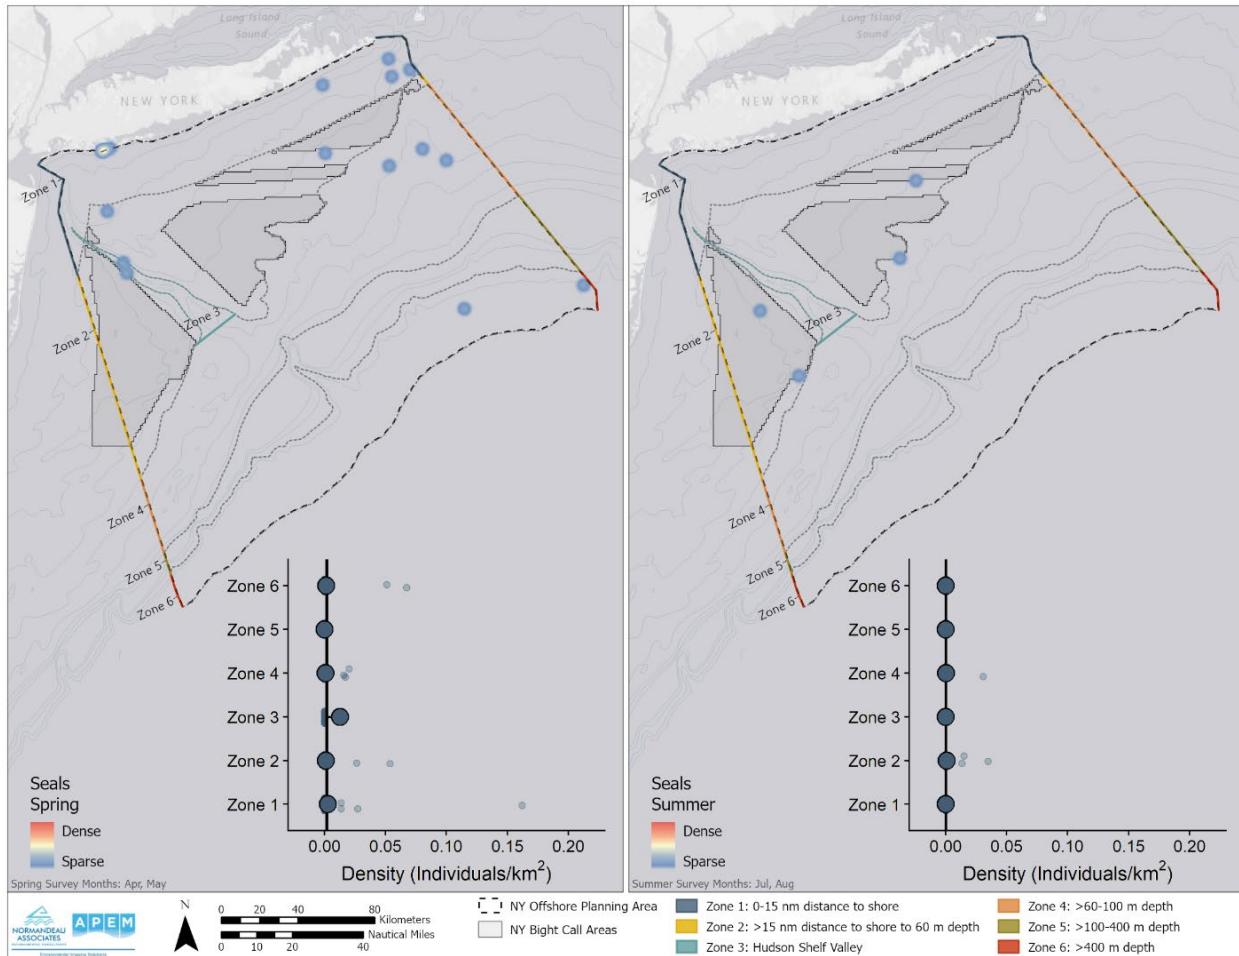 Long Island
Sound
NEW YORK
Zone 1
Zone 2
Zone 3
Zone 4
Zone 5
Zone 6
Zone 6
Zone 5
Zone 4
Zone 3
Zone 2
Zone 1
0.00 0.05 0.10 0.15 0.20
Density (Individuals/km²)
Seals
Spring
Dense
Sparse
Spring Survey Months: Apr, May
Long Island
Sound
NEW YORK
Zone 1
Zone 2
Zone 3
Zone 4
Zone 5
Zone 6
Zone 6
Zone 5
Zone 4
Zone 3
Zone 2
Zone 1
0.00 0.05 0.10 0.15 0.20
Density (Individuals/km²)
Seals
Summer
Dense
Sparse
Summer Survey Months: Jul, Aug
NORMANDEAU
ASSOCIATES
APEM
N
0 20 40 80
Kilometers
Nautical Miles
0 10 20 40
NY Offshore Planning Area
NY Bight Call Areas
Zone 1: 0-15 nm distance to shore
Zone 2: >15 nm distance to shore to 60 m depth
Zone 3: Hudson Shelf Valley
Zone 4: >60-100 m depth
Zone 5: >100-400 m depth
Zone 6: >400 m depth